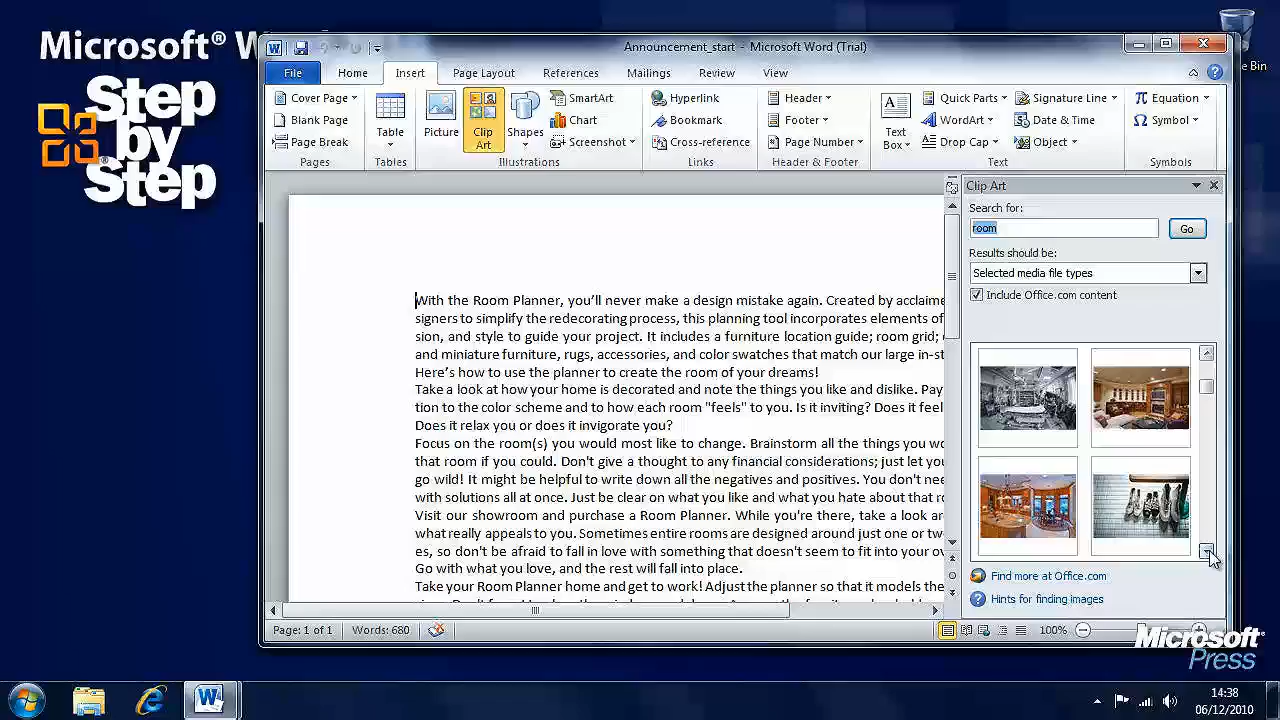 Microsoft® W
Step
by
Step
Announcement_start - Microsoft Word (Trial)
File Home Insert Page Layout References Mailings Review View
Cover Page
Blank Page
Page Break
Pages
Table
Tables
Picture
Clip
Art
Shapes
SmartArt
Chart
Screenshot
Illustrations
Hyperlink
Bookmark
Cross-reference
Links
Header
Footer
Page Number
Header & Footer
Text
Box
Quick Parts
WordArt
Drop Cap
Signature Line
Date & Time
Object
Text
Equation
Symbol
Symbols
With the Room Planner, you'll never make a design mistake again. Created by acclaime
signers to simplify the redecorating process, this planning tool incorporates elements of
sion, and style to guide your project. It includes a furniture location guide; room grid;
and miniature furniture, rugs, accessories, and color swatches that match our large in-st
Here's how to use the planner to create the room of your dreams!
Take a look at how your home is decorated and note the things you like and dislike. Pay
tion to the color scheme and to how each room "feels" to you. Is it inviting? Does it feel
Does it relax you or does it invigorate you?
Focus on the room(s) you would most like to change. Brainstorm all the things you wo
that room if you could. Don't give a thought to any financial considerations; just let you
go wild! It might be helpful to write down all the negatives and positives. You don't nee
with solutions all at once. Just be clear on what you like and what you hate about that ro
Visit our showroom and purchase a Room Planner. While you're there, take a look ar
what really appeals to you. Sometimes entire rooms are designed around just one or tw
es, so don't be afraid to fall in love with something that doesn't seem to fit into your ov
Go with what you love, and the rest will fall into place.
Take your Room Planner home and get to work! Adjust the planner so that it models the
Clip Art
Search for:
room
Go
Results should be:
Selected media file types
Include Office.com content
Find more at Office.com
Hints for finding images
Page: 1 of 1 Words: 680
100%
Microsoft®
Press
e Bin
14:38
06/12/2010